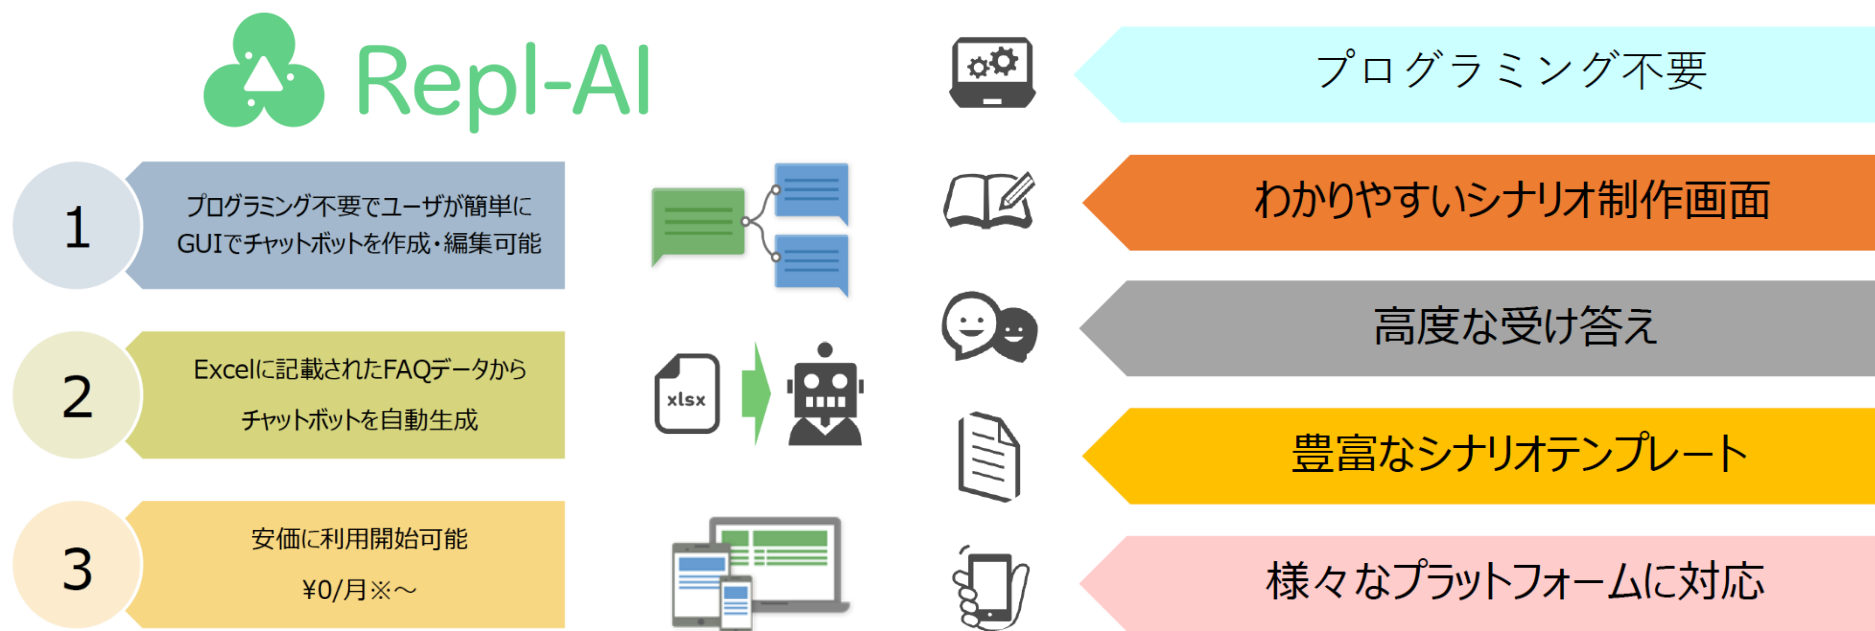 Repl-AI
1
プログラミング不要でユーザが簡単に
GUIでチャットボットを作成・編集可能
2
Excelに記載されたFAQデータから
チャットボットを自動生成
xlsx
3
安価に利用開始可能
¥0/月※～
プログラミング不要
わかりやすいシナリオ制作画面
高度な受け答え
豊富なシナリオテンプレート
様々なプラットフォームに対応